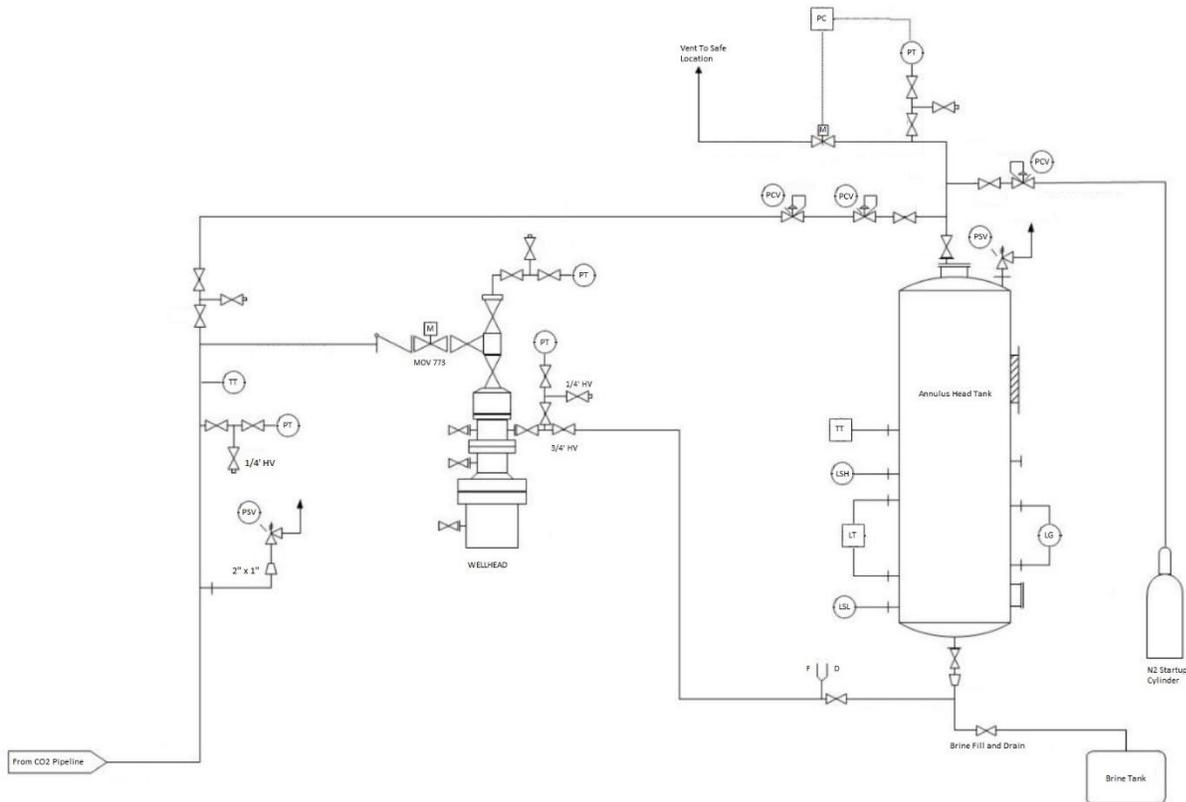 PC
Vent To Safe
Location
PT
M
PCV
PCV
PCV
PSV
PT
M
MOV 773
PT
1/4' HV
TT
Annulus Head Tank
PT
3/4' HV
TT
1/4' HV
LSH
PSV
LT
LG
2" x 1"
WELLHEAD
LSL
F D
N2 Startup
Cylinder
Brine Fill and Drain
From CO2 Pipeline
Brine Tank